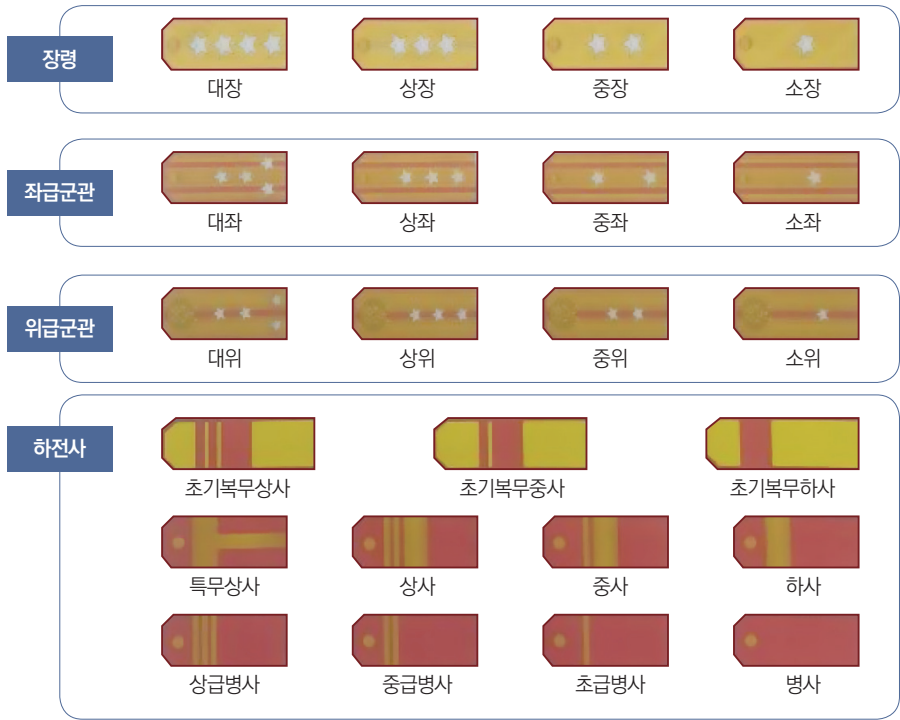 장령
대장 상장 중장 소장
좌급군관
대좌 상좌 중좌 소좌
위급군관
대위 상위 중위 소위
하전사
초기복무상사 초기복무중사 초기복무하사
특무상사 상사 중사 하사
상급병사 중급병사 초급병사 병사